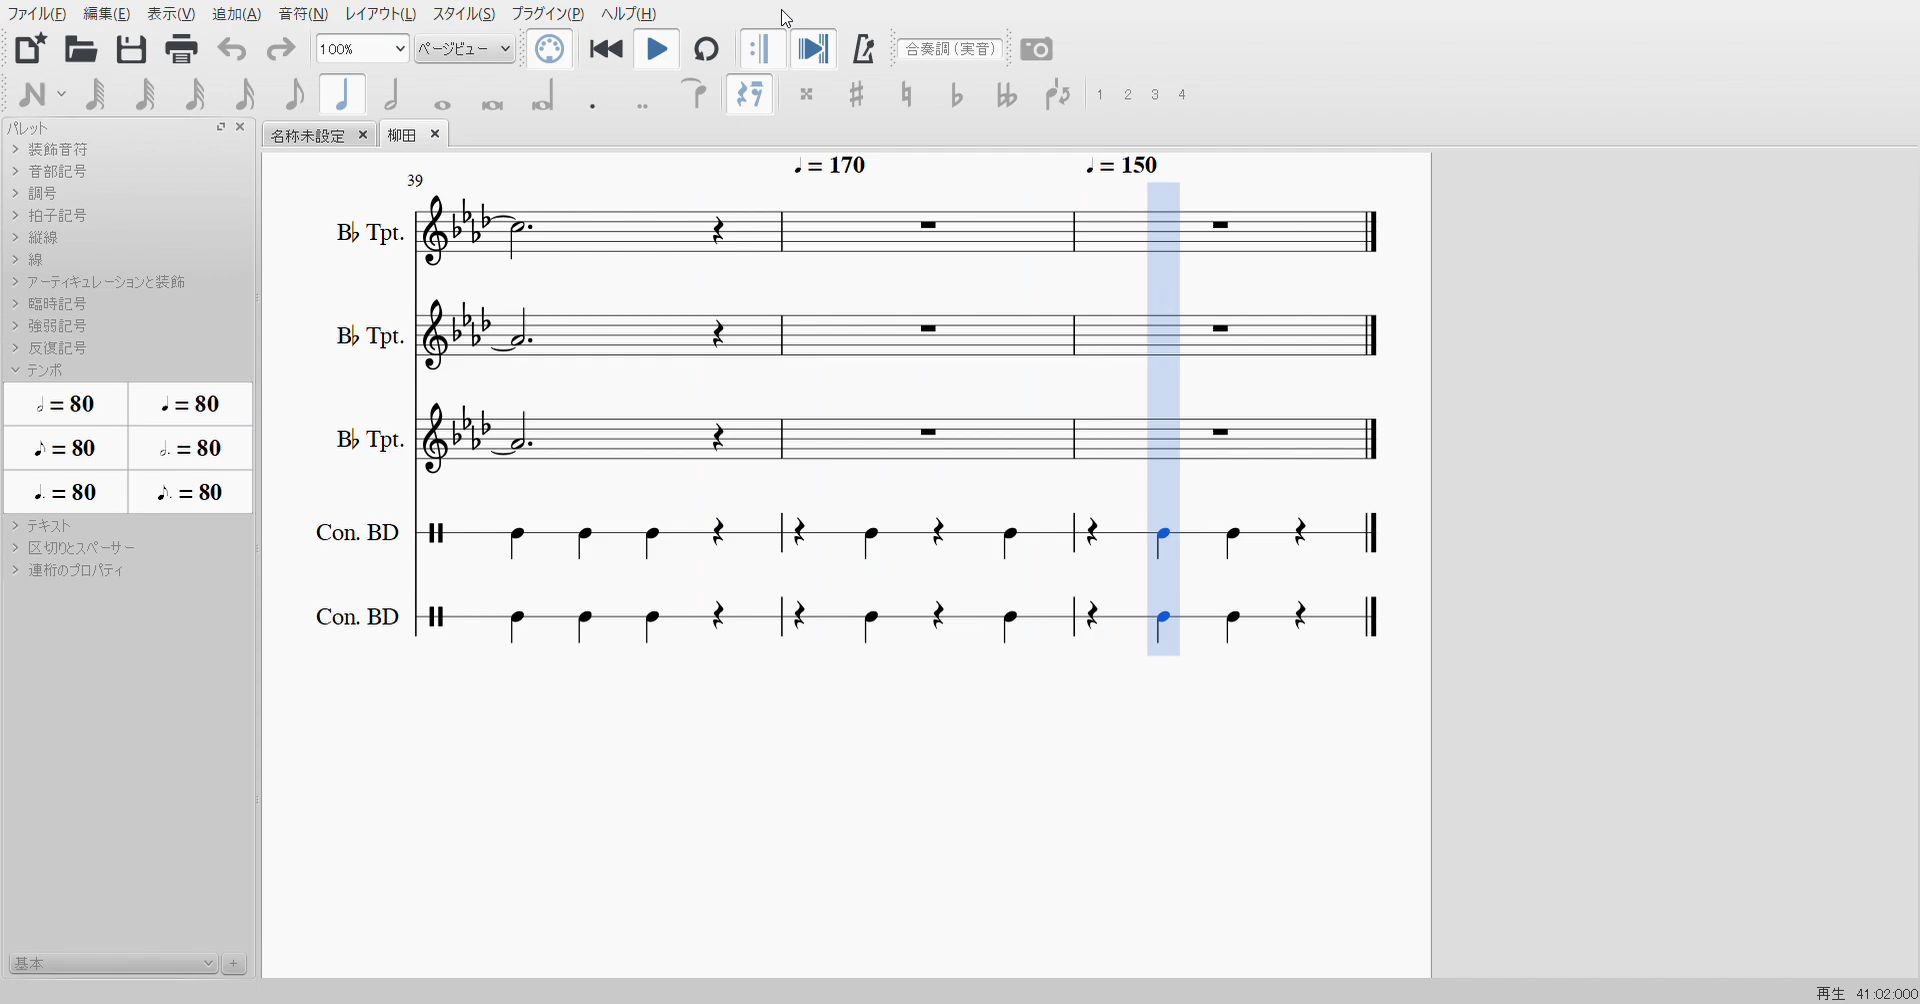 ファイル(F) 編集(E) 表示(V) 追加(A) 音符(N) レイアウト(L) スタイル(S) プラグイン(P) ヘルプ(H)
100% ページビュー 合奏調 (実音)
1 2 3 4
パレット
装飾音符
音部記号
調号
拍子記号
縦線
線
アーティキュレーションと装飾
臨時記号
強弱記号
反復記号
テンポ
= 80 = 80
= 80 = 80
= 80 = 80
テキスト
区切りとスペーサー
連桁のプロパティ
基本
名称未設定 柳田
= 170 = 150
39
B♭ Tpt.
B♭ Tpt.
B♭ Tpt.
Con. BD
Con. BD
再生 41:02:000